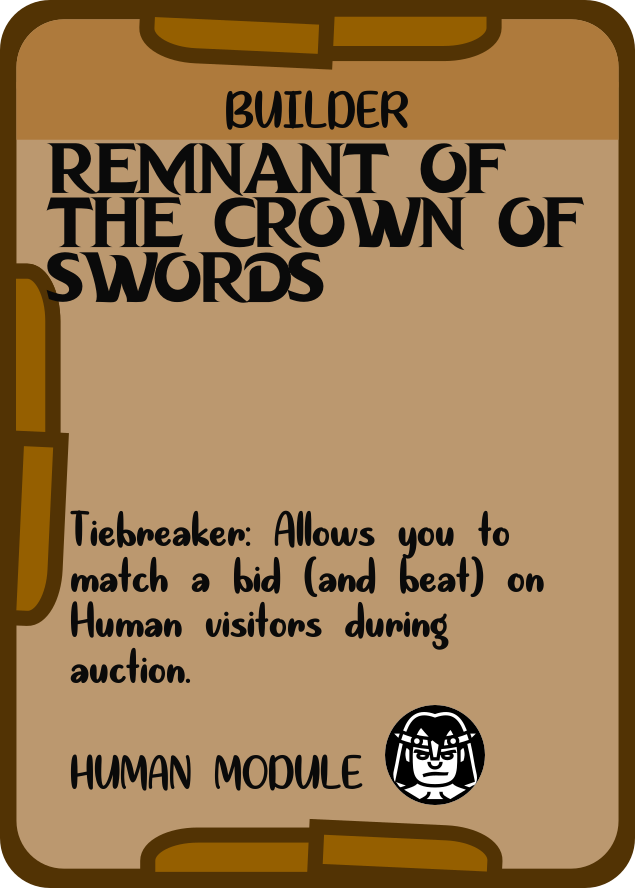 BUILDER
REMNANT OF
THE CROWN OF
SWORDS
Tiebreaker: Allows you to
match a bid (and beat) on
Human visitors during
auction.
HUMAN MODULE